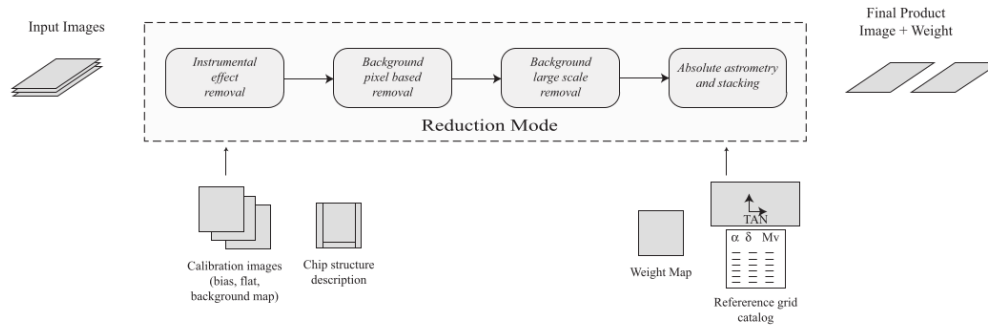 Input Images
Final Product
Image + Weight
Instrumental
effect
removal
Background
pixel based
removal
Background
large scale
removal
Absolute astrometry
and stacking
Reduction Mode
TAN
α δ Mv
Calibration images
(bias, flat,
background map)
Chip structure
description
Weight Map
Refererence grid
catalog